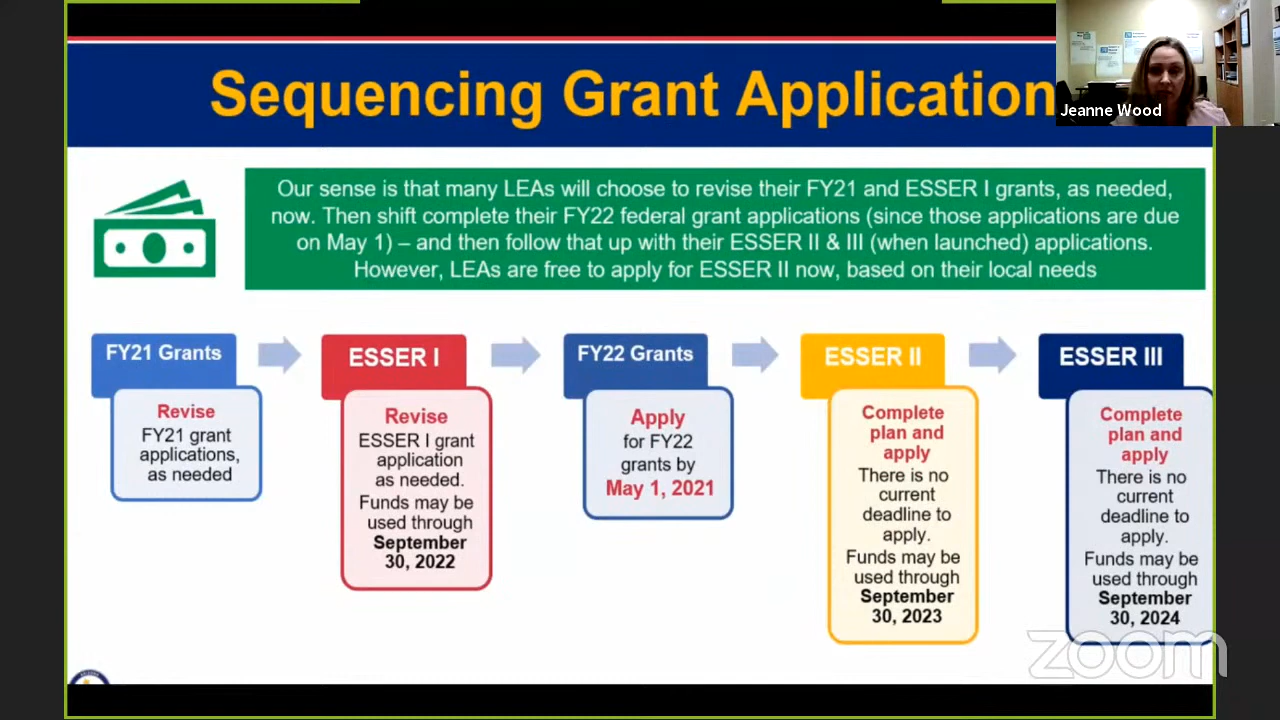 Sequencing Grant Application
Jeanne Wood
Our sense is that many LEAs will choose to revise their FY21 and ESSER I grants, as needed,
now. Then shift complete their FY22 federal grant applications (since those applications are due
on May 1) – and then follow that up with their ESSER II & III (when launched) applications.
However, LEAs are free to apply for ESSER II now, based on their local needs
FY21 Grants
Revise
FY21 grant
applications,
as needed
ESSER I
Revise
ESSER I grant
application
as needed.
Funds may be
used through
September
30, 2022
FY22 Grants
Apply
for FY22
grants by
May 1, 2021
ESSER II
Complete
plan and
apply
There is no
current
deadline to
apply.
Funds may be
used through
September
30, 2023
ESSER III
Complete
plan and
apply
There is no
current
deadline to
apply.
Funds may be
used through
September
30, 2024
zoom